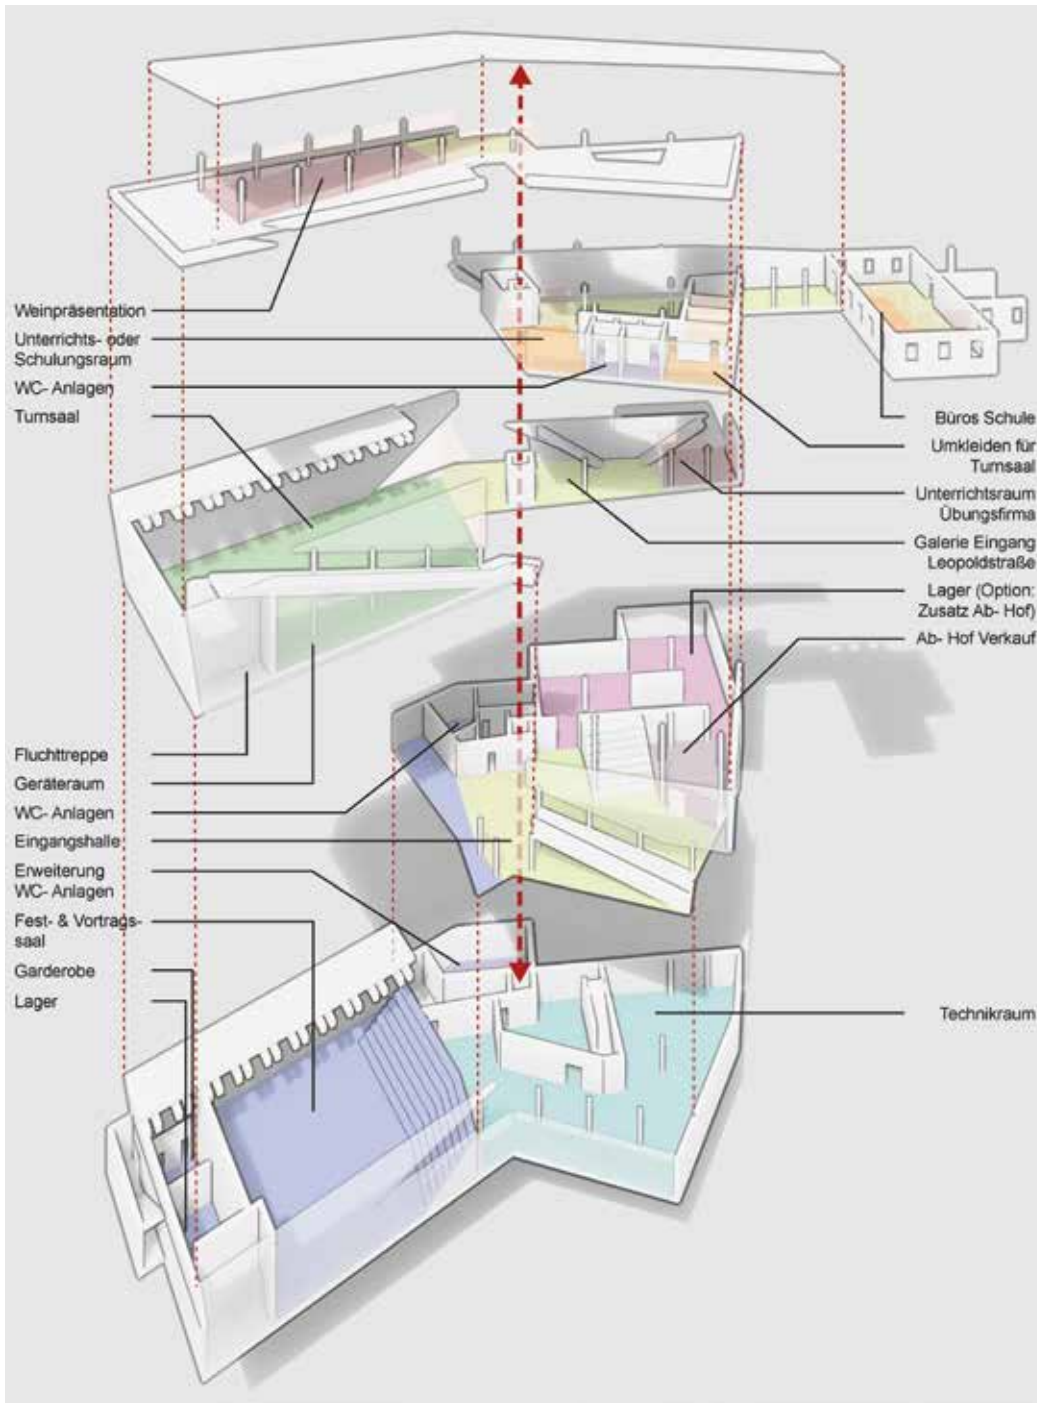 Weinpräsentation
Unterrichts- oder
Schulungsraum
WC- Anlagen
Turnsaal
Büros Schule
Umkleiden für
Turnsaal
Unterrichtsraum
Übungsfirma
Galerie Eingang
Leopoldstraße
Lager (Option:
Zusatz Ab- Hof)
Ab- Hof Verkauf
Fluchttreppe
Geräteraum
WC- Anlagen
Eingangshalle
Erweiterung
WC- Anlagen
Fest- & Vortrags-
saal
Garderobe
Lager
Technikraum